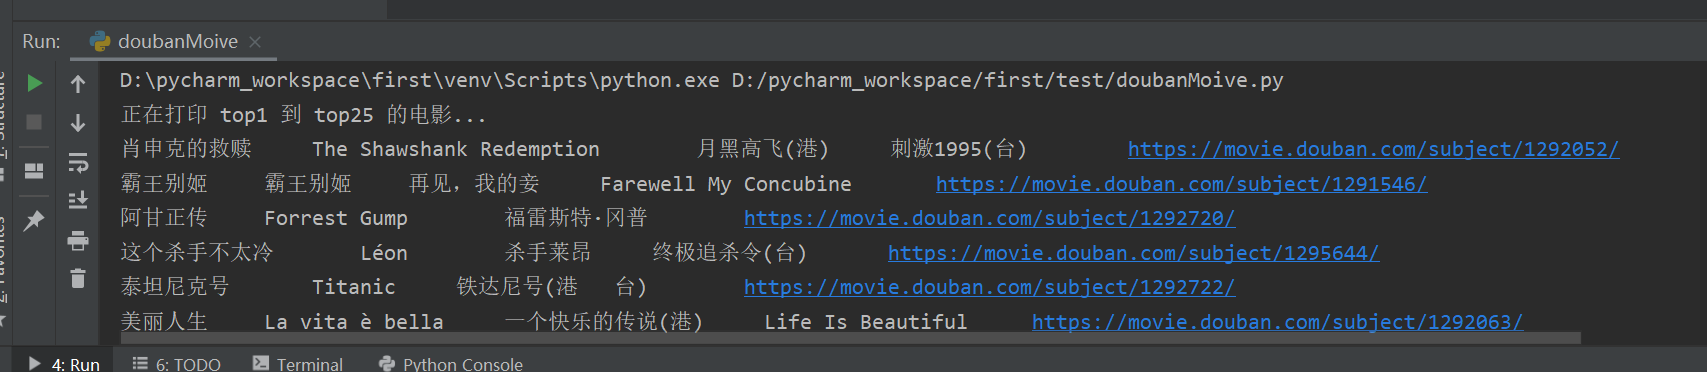 Run: doubanMoive
D:\pycharm_workspace\first\venv\Scripts\python.exe D:/pycharm_workspace/first/test/doubanMoive.py
正在打印 top1 到 top25 的电影...
肖申克的救赎 The Shawshank Redemption 月黑高飞(港) 刺激1995(台) https://movie.douban.com/subject/1292052/
霸王别姬 霸王别姬 再见，我的妾 Farewell My Concubine https://movie.douban.com/subject/1291546/
阿甘正传 Forrest Gump 福雷斯特·冈普 https://movie.douban.com/subject/1292720/
这个杀手不太冷 Léon 杀手莱昂 终极追杀令(台) https://movie.douban.com/subject/1295644/
泰坦尼克号 Titanic 铁达尼号(港 台) https://movie.douban.com/subject/1292722/
美丽人生 La vita è bella 一个快乐的传说(港) Life Is Beautiful https://movie.douban.com/subject/1292063/
4: Run 6: TODO Terminal Python Console